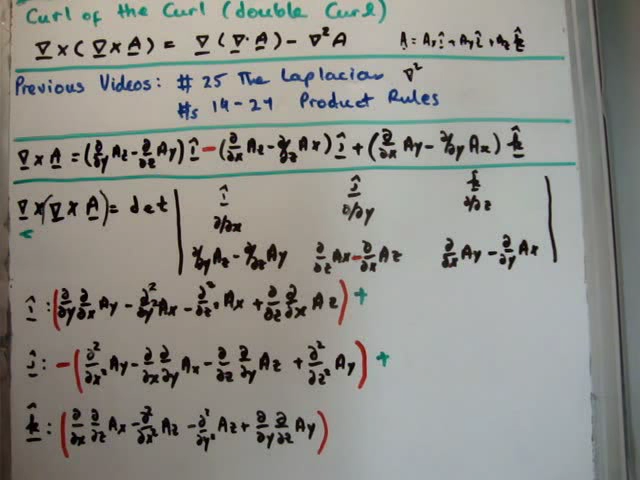 Curl of the Curl (double Curl)
∇×(∇×A) = ∇(∇·A) − ∇²A A = Ax î + Ay ĵ + Az k̂
Previous Videos: #25 The Laplacian ∇²
#s 14-24 Product Rules
∇×A = (∂/∂y Az − ∂/∂z Ay) î − (∂/∂x Az − ∂/∂z Ax) ĵ + (∂/∂x Ay − ∂/∂y Ax) k̂
∇×(∇×A) = det | î ĵ k̂ |
∂/∂x ∂/∂y ∂/∂z
∂/∂y Az − ∂/∂z Ay ∂/∂z Ax − ∂/∂x Az ∂/∂x Ay − ∂/∂y Ax
î: (∂/∂y ∂/∂x Ay − ∂²/∂y² Ax − ∂²/∂z² Ax + ∂/∂z ∂/∂x Az) +
ĵ: −(∂²/∂x² Ay − ∂/∂x ∂/∂y Ax − ∂/∂z ∂/∂y Az + ∂²/∂z² Ay) +
k̂: (∂/∂x ∂/∂z Ax − ∂²/∂x² Az − ∂²/∂y² Az + ∂/∂y ∂/∂z Ay)